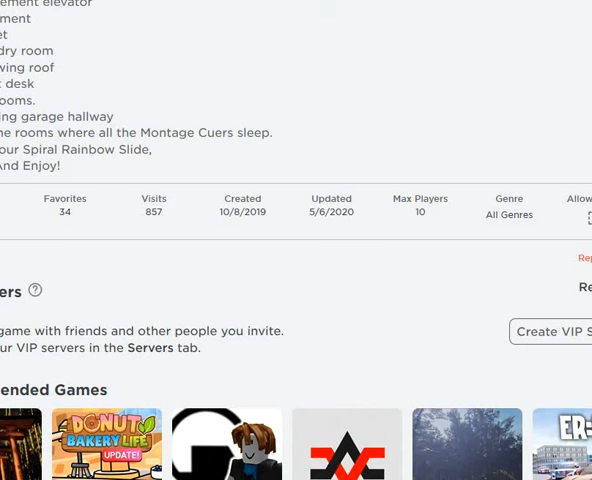 ement elevator
ment
et
dry room
wing roof
t desk
ooms.
ing garage hallway
ne rooms where all the Montage Cuers sleep.
our Spiral Rainbow Slide,
And Enjoy!
Favorites Visits Created Updated Max Players Genre Allow
34 857 10/8/2019 5/6/2020 10 All Genres
Rep
ers ?
Re
game with friends and other people you invite.
Create VIP S
ur VIP servers in the Servers tab.
ended Games
DONUT
BAKERY LIFE
UPDATE!
ER-